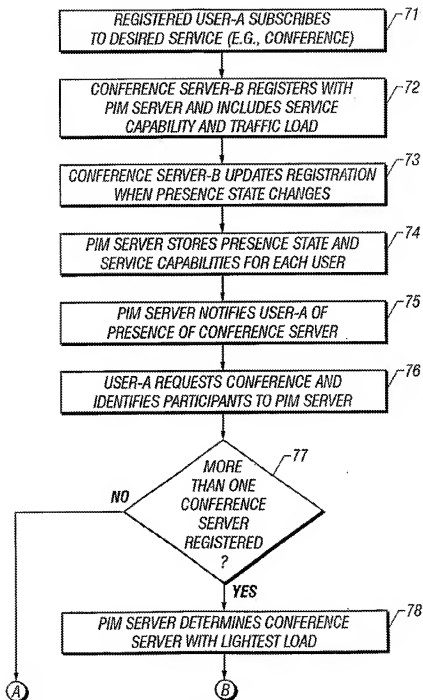 REGISTERED USER-A SUBSCRIBES
TO DESIRED SERVICE (E.G., CONFERENCE)
71
CONFERENCE SERVER-B REGISTERS WITH
PIM SERVER AND INCLUDES SERVICE
CAPABILITY AND TRAFFIC LOAD
72
CONFERENCE SERVER-B UPDATES REGISTRATION
WHEN PRESENCE STATE CHANGES
73
PIM SERVER STORES PRESENCE STATE AND
SERVICE CAPABILITIES FOR EACH USER
74
PIM SERVER NOTIFIES USER-A OF
PRESENCE OF CONFERENCE SERVER
75
USER-A REQUESTS CONFERENCE AND
IDENTIFIES PARTICIPANTS TO PIM SERVER
76
MORE
THAN ONE
CONFERENCE
SERVER
REGISTERED
?
77
NO
YES
PIM SERVER DETERMINES CONFERENCE
SERVER WITH LIGHTEST LOAD
78
A
B